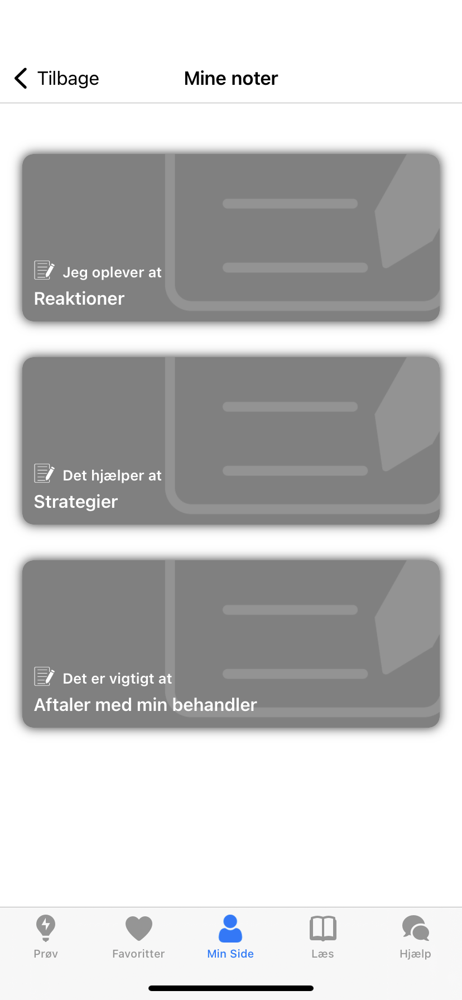 Tilbage
Mine noter
Jeg oplever at
Reaktioner
Det hjælper at
Strategier
Det er vigtigt at
Aftaler med min behandler
Prøv
Favoritter
Min Side
Læs
Hjælp